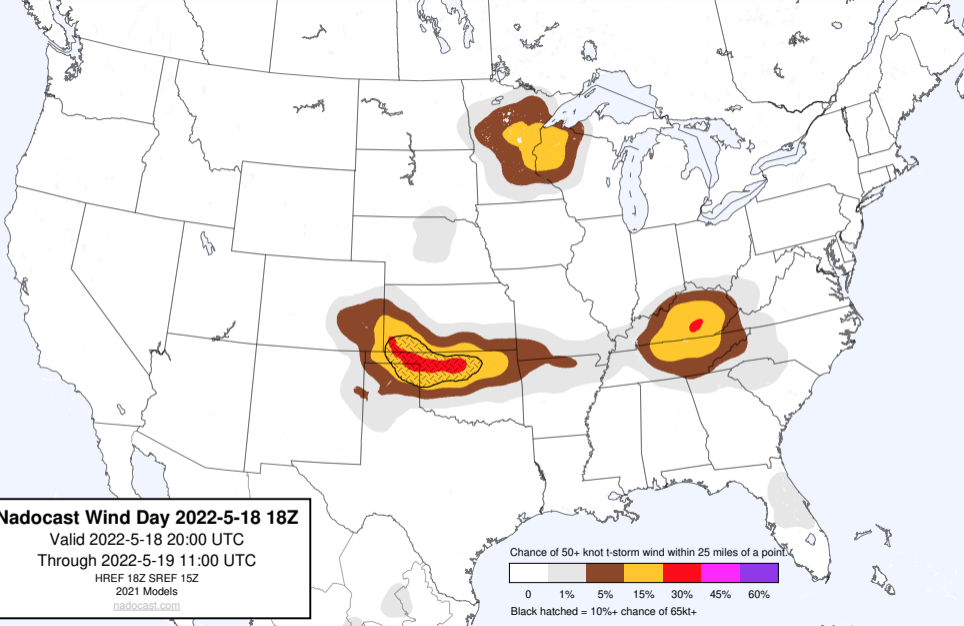 Nadocast Wind Day 2022-5-18 18Z
Valid 2022-5-18 20:00 UTC
Through 2022-5-19 11:00 UTC
HREF 18Z SREF 15Z
2021 Models
nadocast.com
Chance of 50+ knot t-storm wind within 25 miles of a point.
0 1% 5% 15% 30% 45% 60%
Black hatched = 10%+ chance of 65kt+